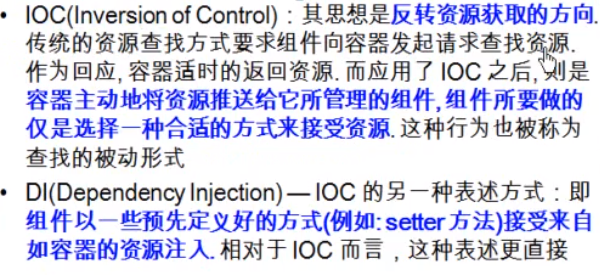 • IOC(Inversion of Control)：其思想是反转资源获取的方向.
传统的资源查找方式要求组件向容器发起请求查找资源.
作为回应, 容器适时的返回资源. 而应用了 IOC 之后, 则是
容器主动地将资源推送给它所管理的组件, 组件所要做的
仅是选择一种合适的方式来接受资源. 这种行为也被称为
查找的被动形式
• DI(Dependency Injection) — IOC 的另一种表述方式：即
组件以一些预先定义好的方式(例如: setter 方法)接受来自
如容器的资源注入. 相对于 IOC 而言，这种表述更直接